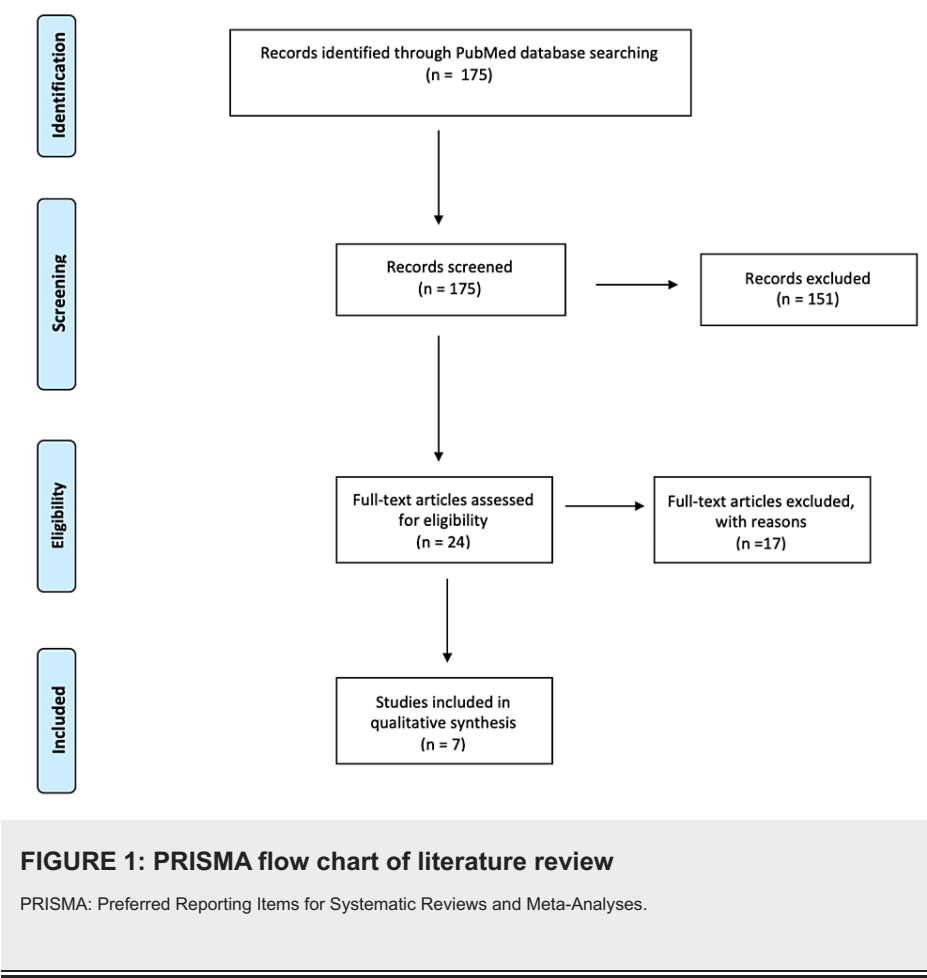 Identification
Records identified through PubMed database searching
(n =  175)
Screening
Records screened
(n = 175)
Records excluded
(n = 151)
Eligibility
Full-text articles assessed
for eligibility
(n = 24)
Full-text articles excluded,
with reasons
(n =17)
Included
Studies included in
qualitative synthesis
(n = 7)
FIGURE 1: PRISMA flow chart of literature review
PRISMA: Preferred Reporting Items for Systematic Reviews and Meta-Analyses.